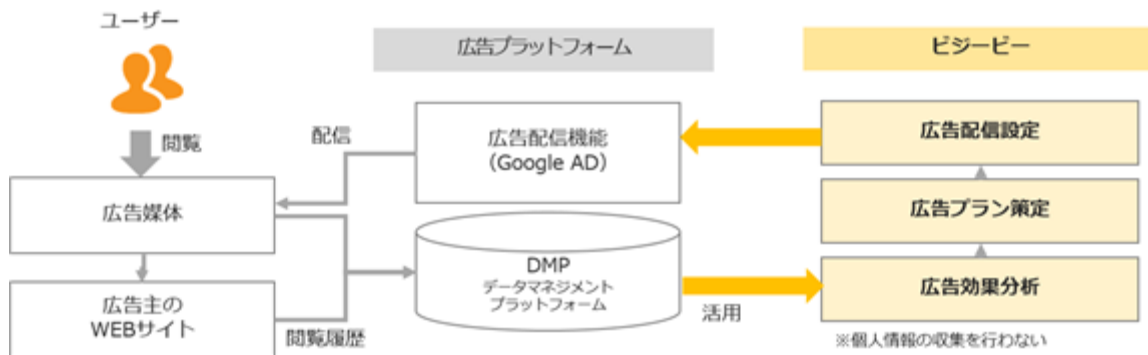 ユーザー
広告プラットフォーム
ビジービー
閲覧
配信
広告配信機能
(Google AD)
広告配信設定
広告媒体
広告プラン策定
DMP
データマネジメント
プラットフォーム
広告効果分析
広告主の
WEBサイト
閲覧履歴
活用
※個人情報の収集を行わない